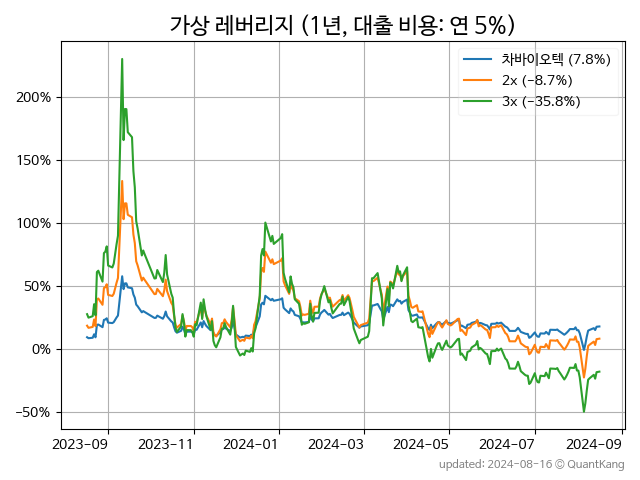 가상 레버리지 (1년, 대출 비용: 연 5%)
차바이오텍 (7.8%)
2x (−8.7%)
3x (−35.8%)
200%
150%
100%
50%
0%
−50%
2023-09 2023-11 2024-01 2024-03 2024-05 2024-07 2024-09
updated: 2024-08-16 © QuantKang